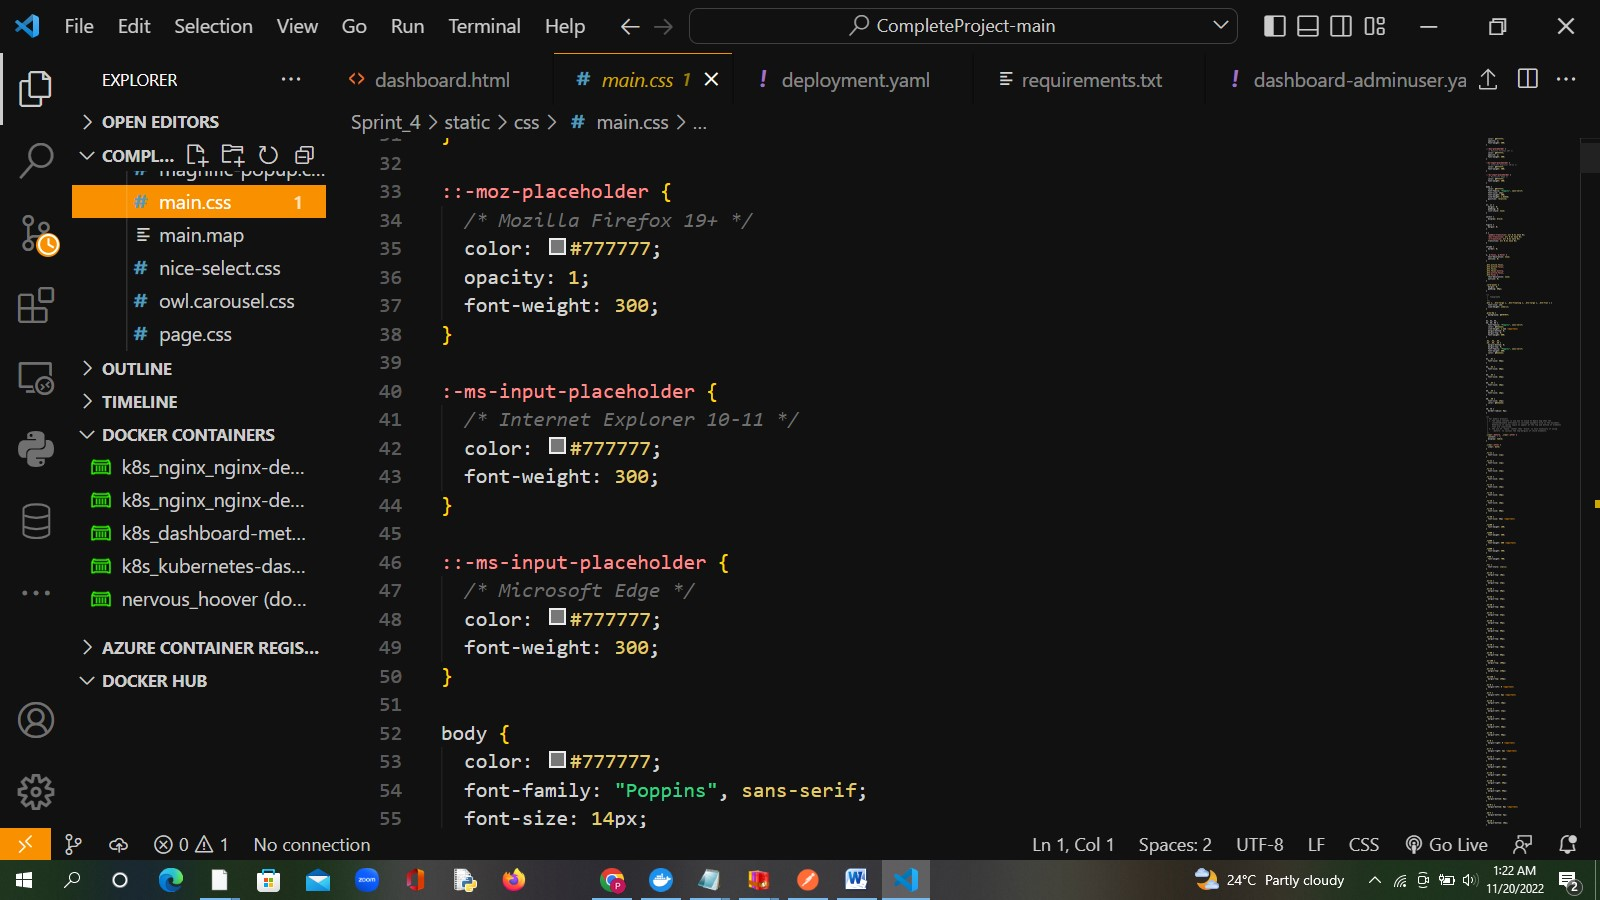 File Edit Selection View Go Run Terminal Help CompleteProject-main
EXPLORER
dashboard.html main.css 1 deployment.yaml requirements.txt dashboard-adminuser.ya
OPEN EDITORS
Sprint_4 > static > css > # main.css > ...
COMPL...
magnific-popup.c...
# main.css 1
main.map
# nice-select.css
# owl.carousel.css
# page.css
OUTLINE
TIMELINE
DOCKER CONTAINERS
k8s_nginx_nginx-de...
k8s_nginx_nginx-de...
k8s_dashboard-met...
k8s_kubernetes-das...
nervous_hoover (do...
AZURE CONTAINER REGIS...
DOCKER HUB
31 }
32
33 ::-moz-placeholder {
34 /* Mozilla Firefox 19+ */
35 color: #777777;
36 opacity: 1;
37 font-weight: 300;
38 }
39
40 :-ms-input-placeholder {
41 /* Internet Explorer 10-11 */
42 color: #777777;
43 font-weight: 300;
44 }
45
46 ::-ms-input-placeholder {
47 /* Microsoft Edge */
48 color: #777777;
49 font-weight: 300;
50 }
51
52 body {
53 color: #777777;
54 font-family: "Poppins", sans-serif;
55 font-size: 14px;
0 1 No connection Ln 1, Col 1 Spaces: 2 UTF-8 LF CSS Go Live
zoom
24°C Partly cloudy
1:22 AM
11/20/2022
2